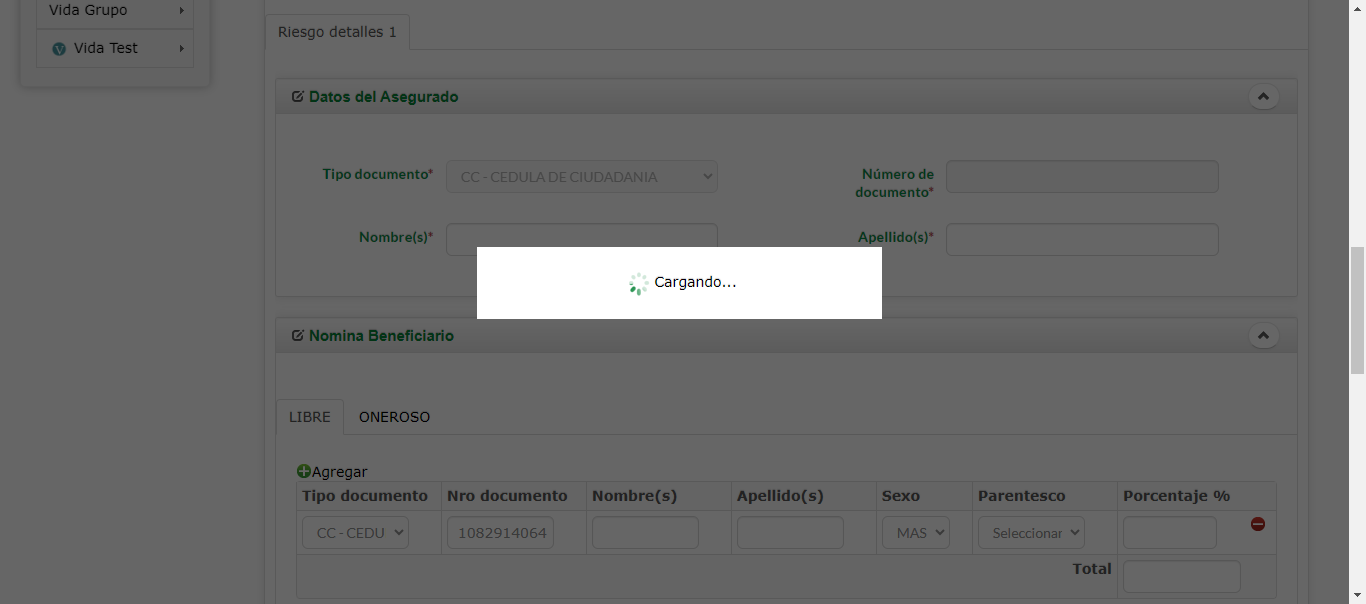 Vida Grupo
Vida Test
Riesgo detalles 1
Datos del Asegurado
Tipo documento* CC - CEDULA DE CIUDADANIA Número de documento*
Nombre(s)* Apellido(s)*
Cargando...
Nomina Beneficiario
LIBRE ONEROSO
Agregar
Tipo documento Nro documento Nombre(s) Apellido(s) Sexo Parentesco Porcentaje %
CC - CEDU 1082914064 MAS Seleccionar
Total